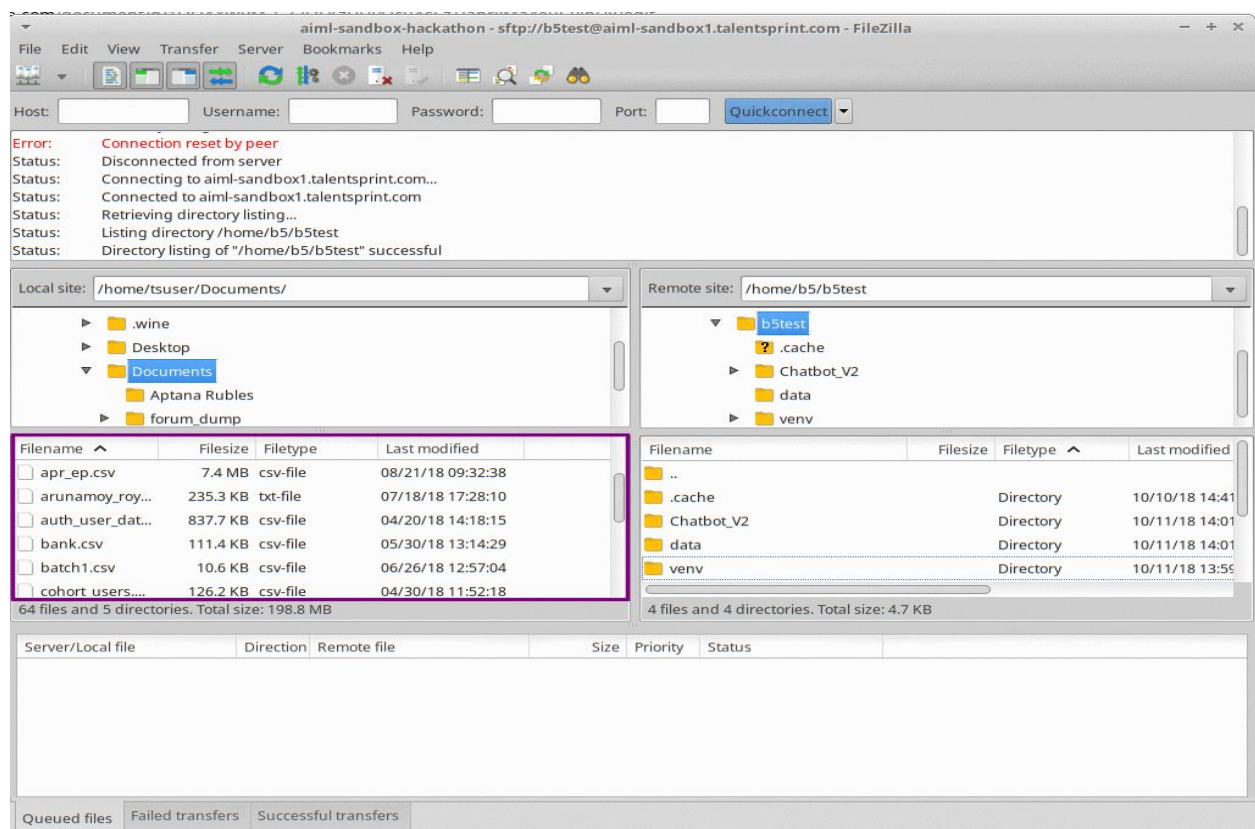 aiml-sandbox-hackathon - sftp://b5test@aiml-sandbox1.talentsprint.com - FileZilla
File Edit View Transfer Server Bookmarks Help
Host: Username: Password: Port: Quickconnect
Error: Connection reset by peer
Status: Disconnected from server
Status: Connecting to aiml-sandbox1.talentsprint.com...
Status: Connected to aiml-sandbox1.talentsprint.com
Status: Retrieving directory listing...
Status: Listing directory /home/b5/b5test
Status: Directory listing of "/home/b5/b5test" successful
Local site: /home/tsuser/Documents/
.wine
Desktop
Documents
Aptana Rubles
forum_dump
Remote site: /home/b5/b5test
b5test
? .cache
Chatbot_V2
data
venv
Filename Filesize Filetype Last modified
apr_ep.csv 7.4 MB csv-file 08/21/18 09:32:38
arunamoy_roy... 235.3 KB txt-file 07/18/18 17:28:10
auth_user_dat... 837.7 KB csv-file 04/20/18 14:18:15
bank.csv 111.4 KB csv-file 05/30/18 13:14:29
batch1.csv 10.6 KB csv-file 06/26/18 12:57:04
cohort_users.... 126.2 KB csv-file 04/30/18 11:52:18
64 files and 5 directories. Total size: 198.8 MB
Filename Filesize Filetype Last modified
..
.cache Directory 10/10/18 14:41
Chatbot_V2 Directory 10/11/18 14:01
data Directory 10/11/18 14:01
venv Directory 10/11/18 13:59
4 files and 4 directories. Total size: 4.7 KB
Server/Local file Direction Remote file Size Priority Status
Queued files Failed transfers Successful transfers